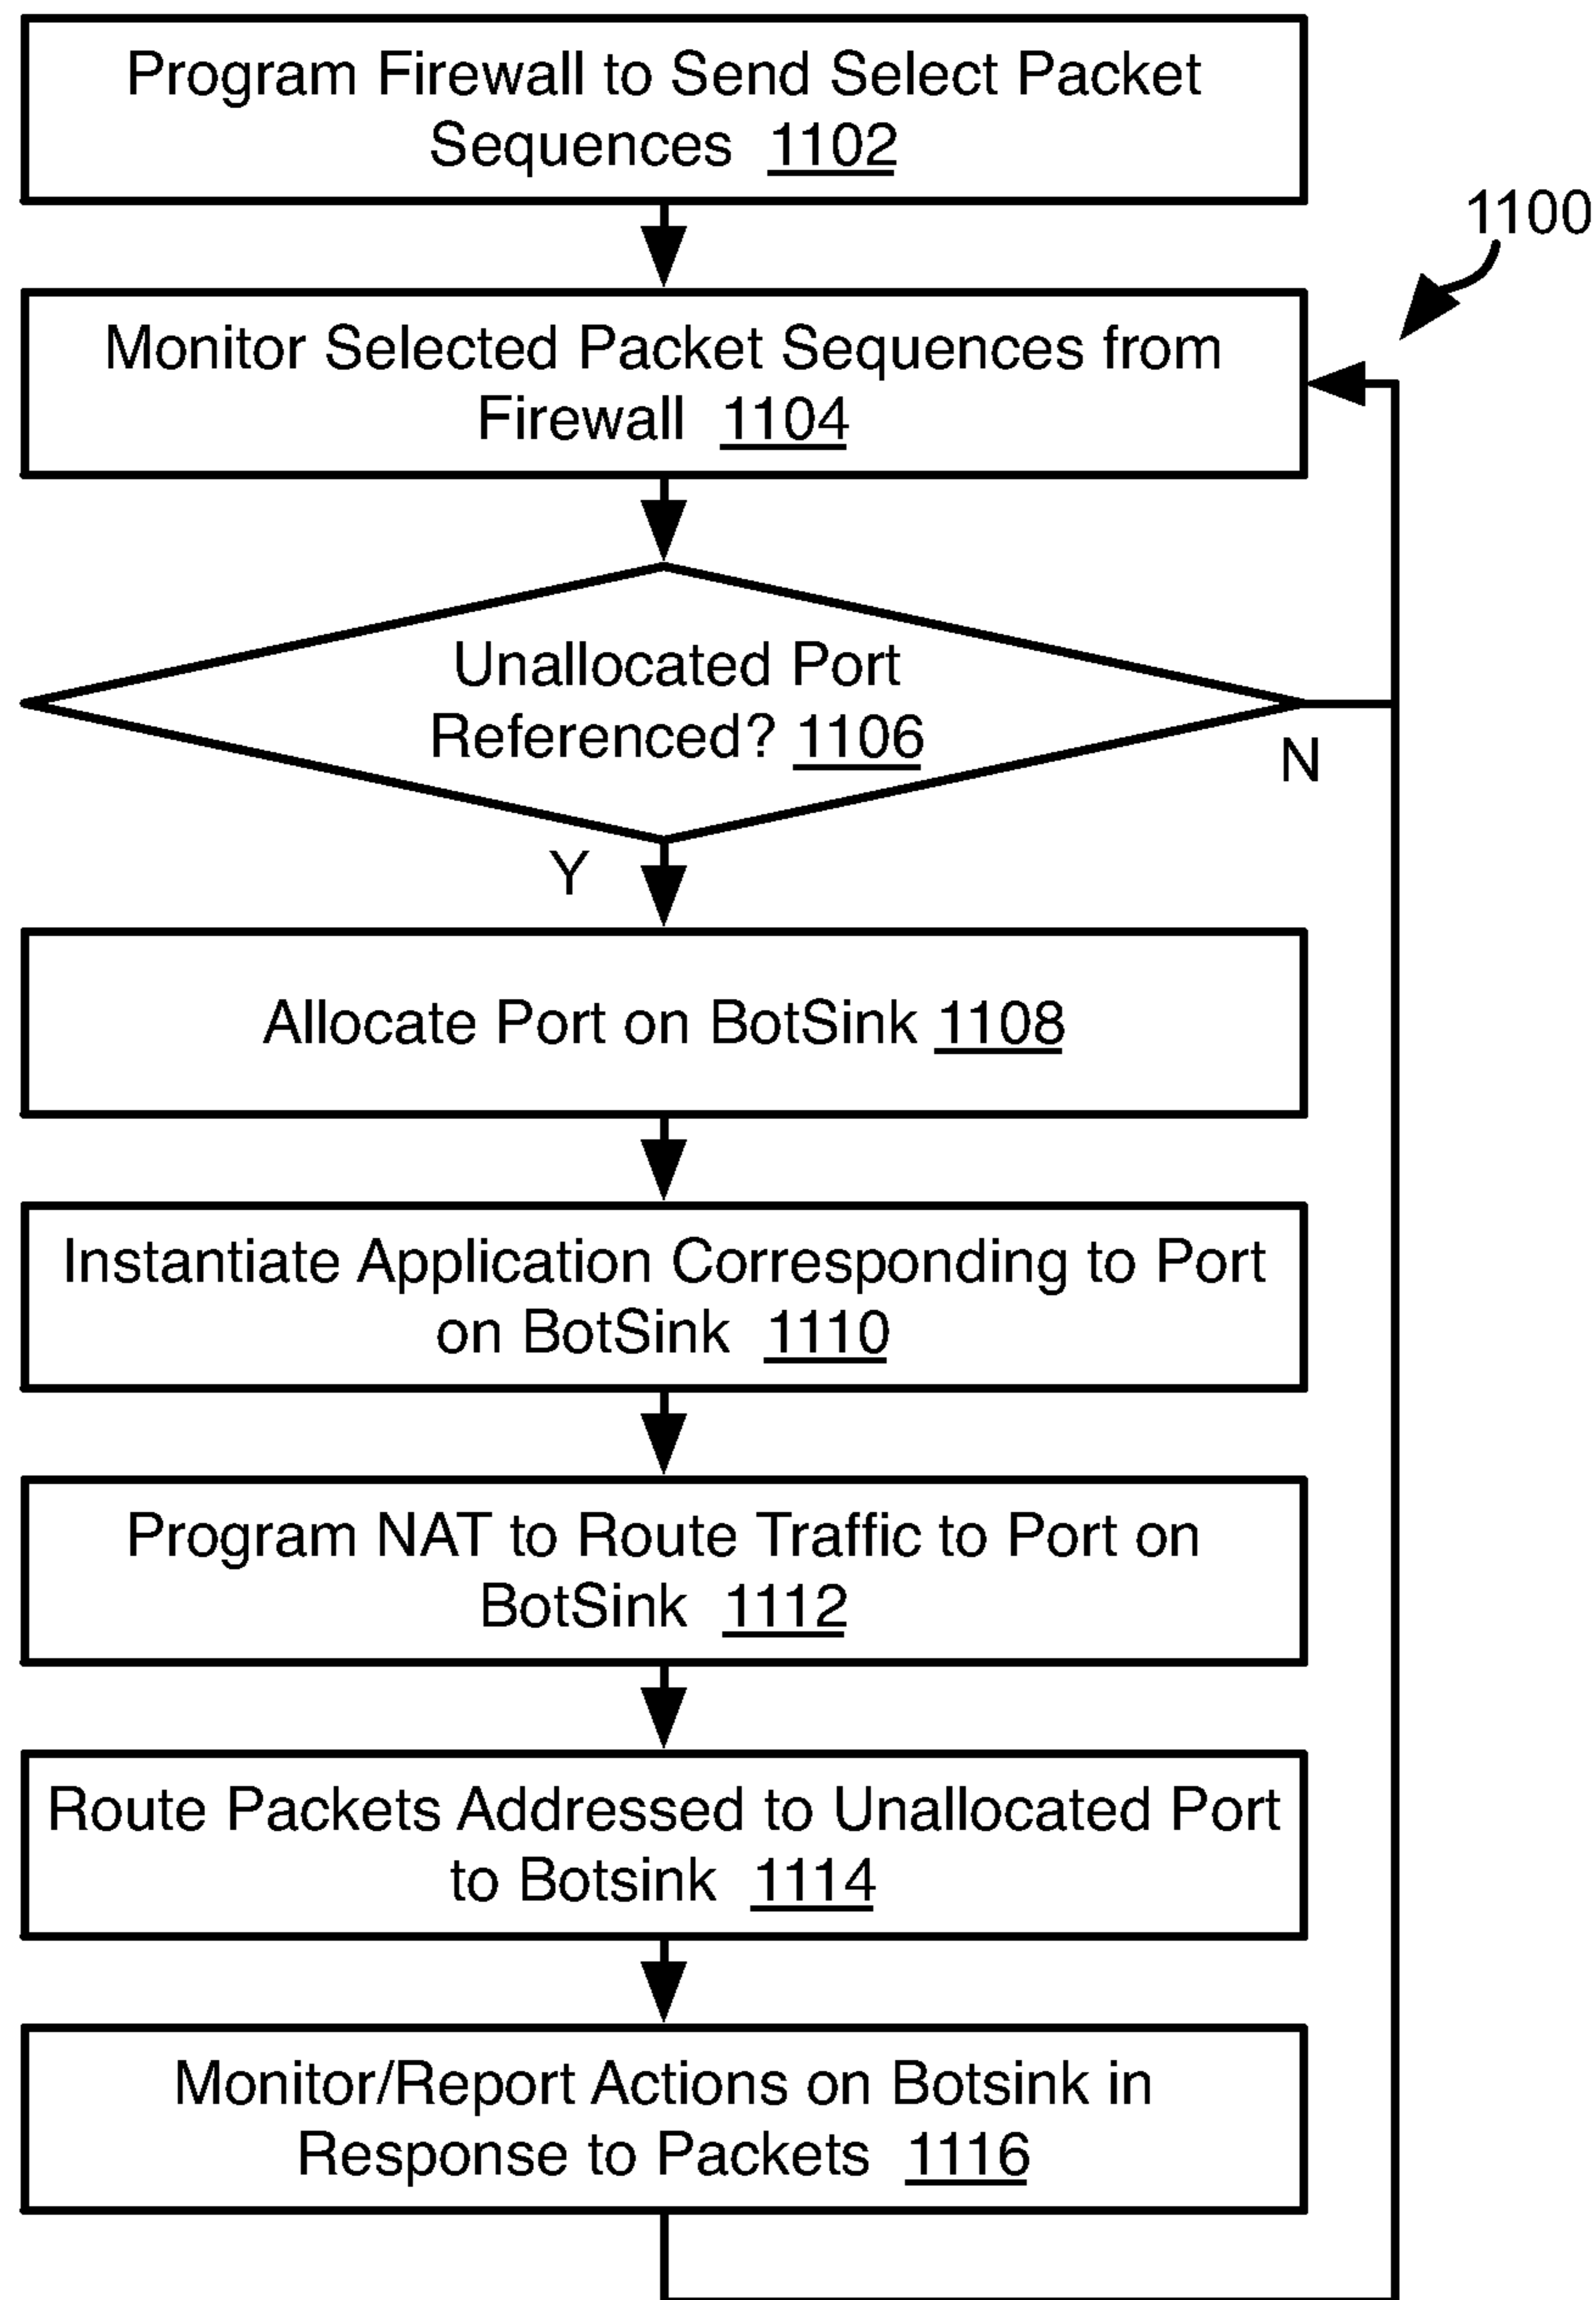 Program Firewall to Send Select Packet
Sequences 1102
1100
Monitor Selected Packet Sequences from
Firewall 1104
Unallocated Port
Referenced? 1106
N
Y
Allocate Port on BotSink 1108
Instantiate Application Corresponding to Port
on BotSink 1110
Program NAT to Route Traffic to Port on
BotSink 1112
Route Packets Addressed to Unallocated Port
to Botsink 1114
Monitor/Report Actions on Botsink in
Response to Packets 1116